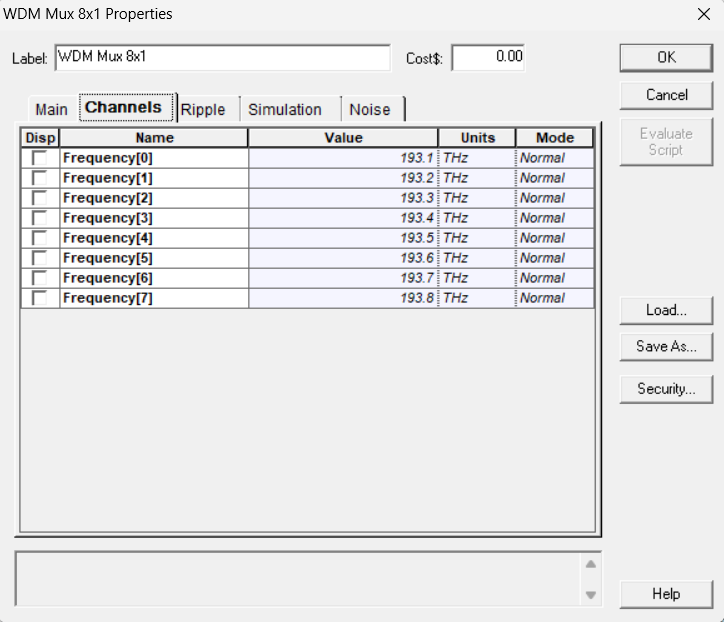 WDM Mux 8x1 Properties
Label: WDM Mux 8x1 Cost$: 0.00
OK
Cancel
Evaluate
Script
Main Channels Ripple Simulation Noise
Disp Name Value Units Mode
Frequency[0] 193.1 THz Normal
Frequency[1] 193.2 THz Normal
Frequency[2] 193.3 THz Normal
Frequency[3] 193.4 THz Normal
Frequency[4] 193.5 THz Normal
Frequency[5] 193.6 THz Normal
Frequency[6] 193.7 THz Normal
Frequency[7] 193.8 THz Normal
Load...
Save As...
Security...
Help